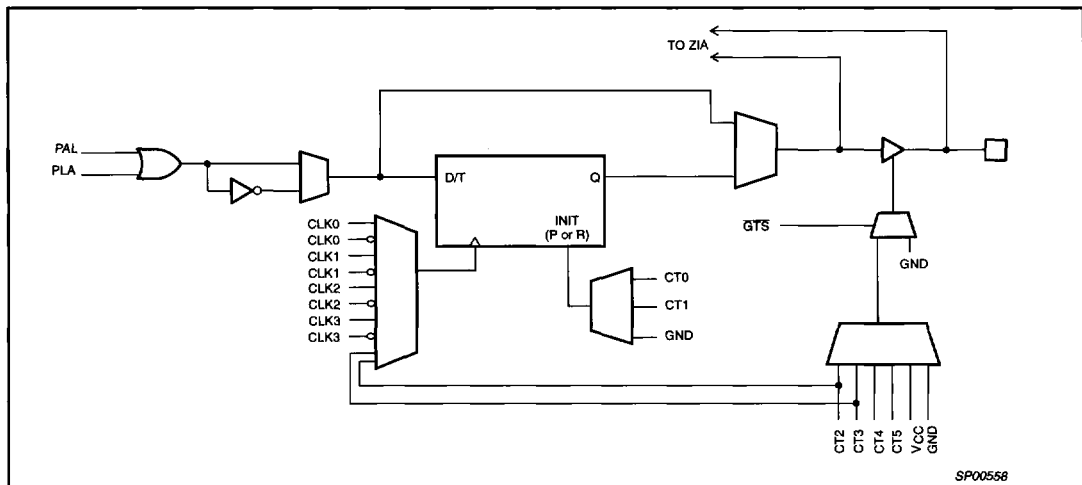 TO ZIA
PAL
PLA
D/T
Q
INIT
(P or R)
CLK0
CLK0
CLK1
CLK1
CLK2
CLK2
CLK3
CLK3
CT0
CT1
GND
GTS
GND
CT2
CT3
CT4
CT5
VCC
GND
SP00558